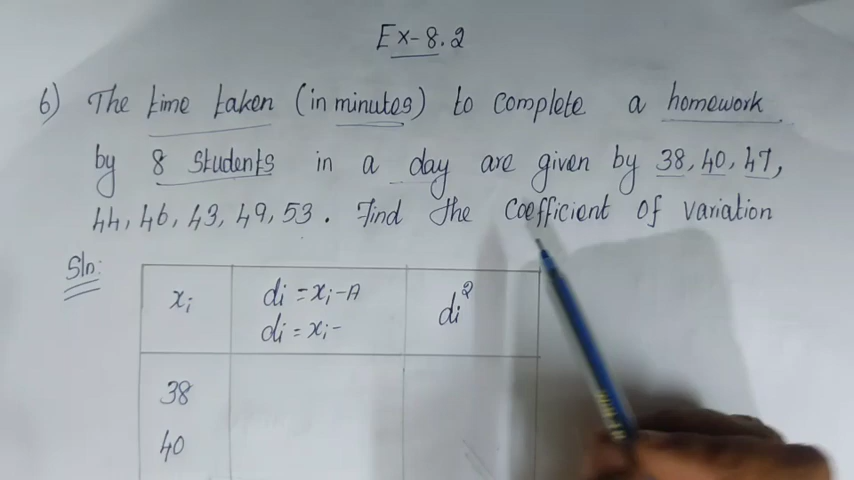 Ex-8.2
6) The time taken (in minutes) to complete a homework
by 8 students in a day are given by 38, 40, 47,
44, 46, 43, 49, 53. Find the coefficient of variation
Sln:
xi di = xi - A di²
di = xi -
38
40